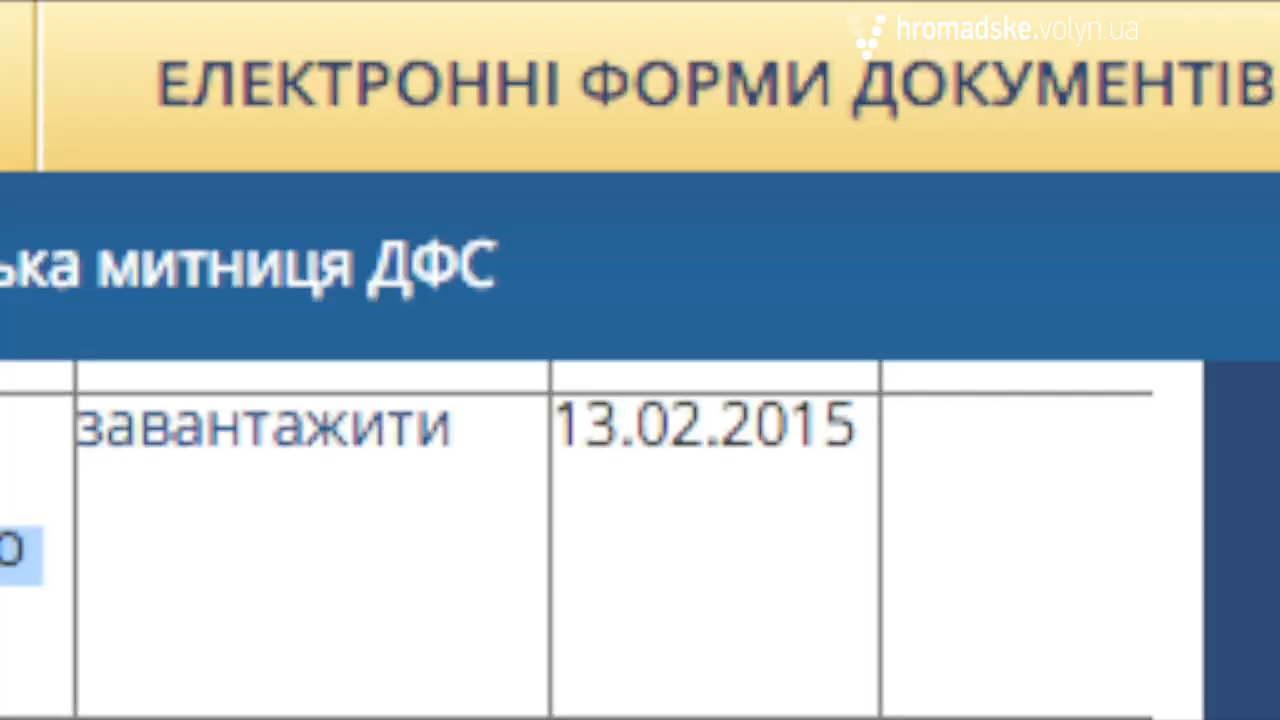 hromadske.volyn.ua
ЕЛЕКТРОННІ ФОРМИ ДОКУМЕНТІВ
ька митниця ДФС
завантажити 13.02.2015
о